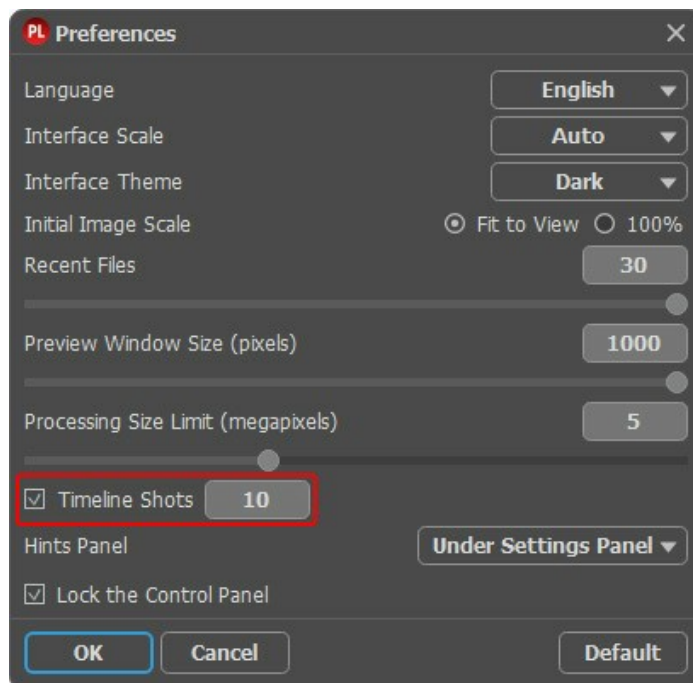 PL Preferences
Language English
Interface Scale Auto
Interface Theme Dark
Initial Image Scale Fit to View 100%
Recent Files 30
Preview Window Size (pixels) 1000
Processing Size Limit (megapixels) 5
Timeline Shots 10
Hints Panel Under Settings Panel
Lock the Control Panel
OK Cancel Default